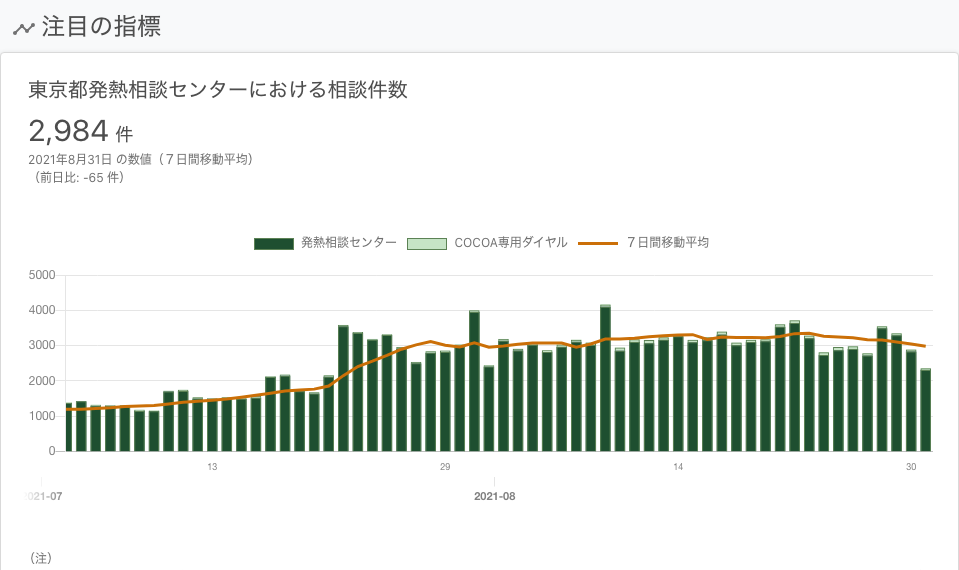 注目の指標
東京都発熱相談センターにおける相談件数
2,984 件
2021年8月31日 の数値（７日間移動平均）
（前日比: -65 件）
発熱相談センター COCOA専用ダイヤル ７日間移動平均
5000
4000
3000
2000
1000
0
13 29 14 30
2021-07 2021-08
（注）